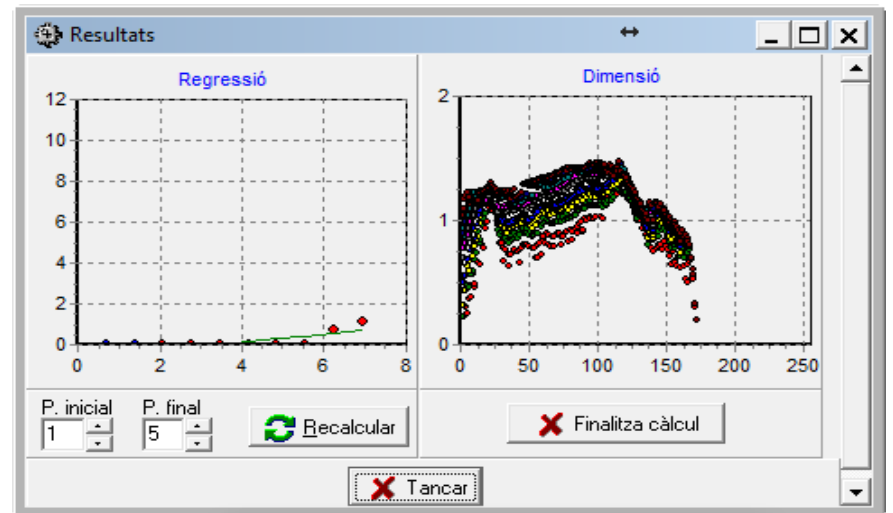 Resultats
Regressió
12
10
8
6
4
2
0
0 2 4 6 8
Dimensió
2
1
0
0 50 100 150 200 250
P. inicial P. final
1 5 Recalcular
Finalitza càlcul
Tancar